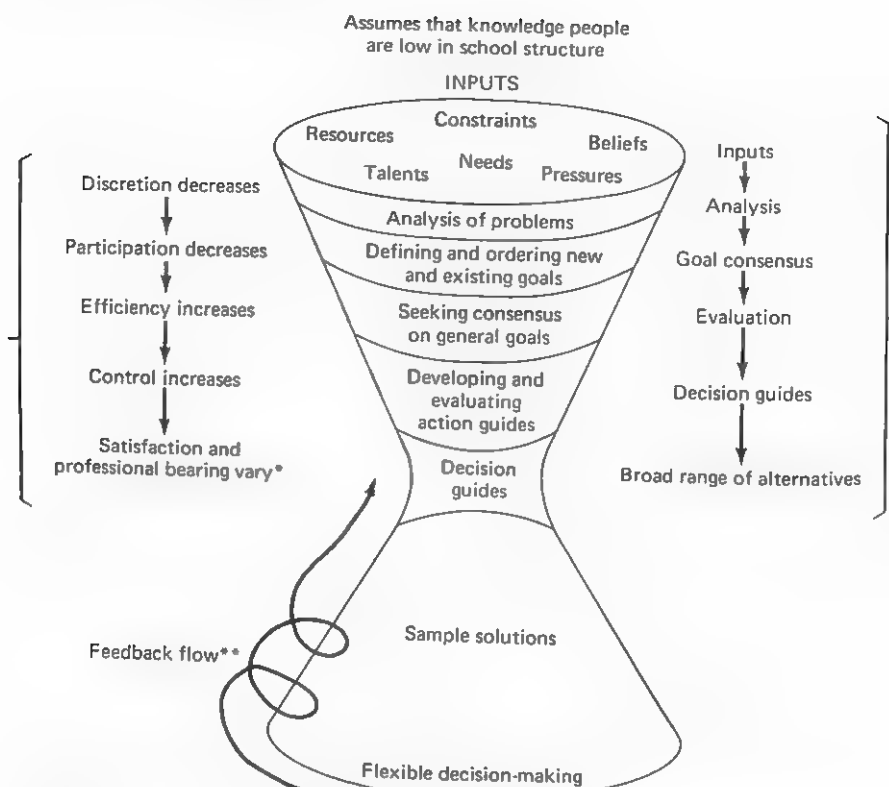 Assumes that knowledge people
are low in school structure
INPUTS
Resources
Constraints
Beliefs
Talents
Needs
Pressures
Analysis of problems
Defining and ordering new
and existing goals
Seeking consensus
on general goals
Developing and
evaluating
action guides
Decision
guides
Sample solutions
Flexible decision-making
Discretion decreases
Participation decreases
Efficiency increases
Control increases
Satisfaction and
professional bearing vary*
Feedback flow**
Inputs
Analysis
Goal consensus
Evaluation
Decision guides
Broad range of alternatives